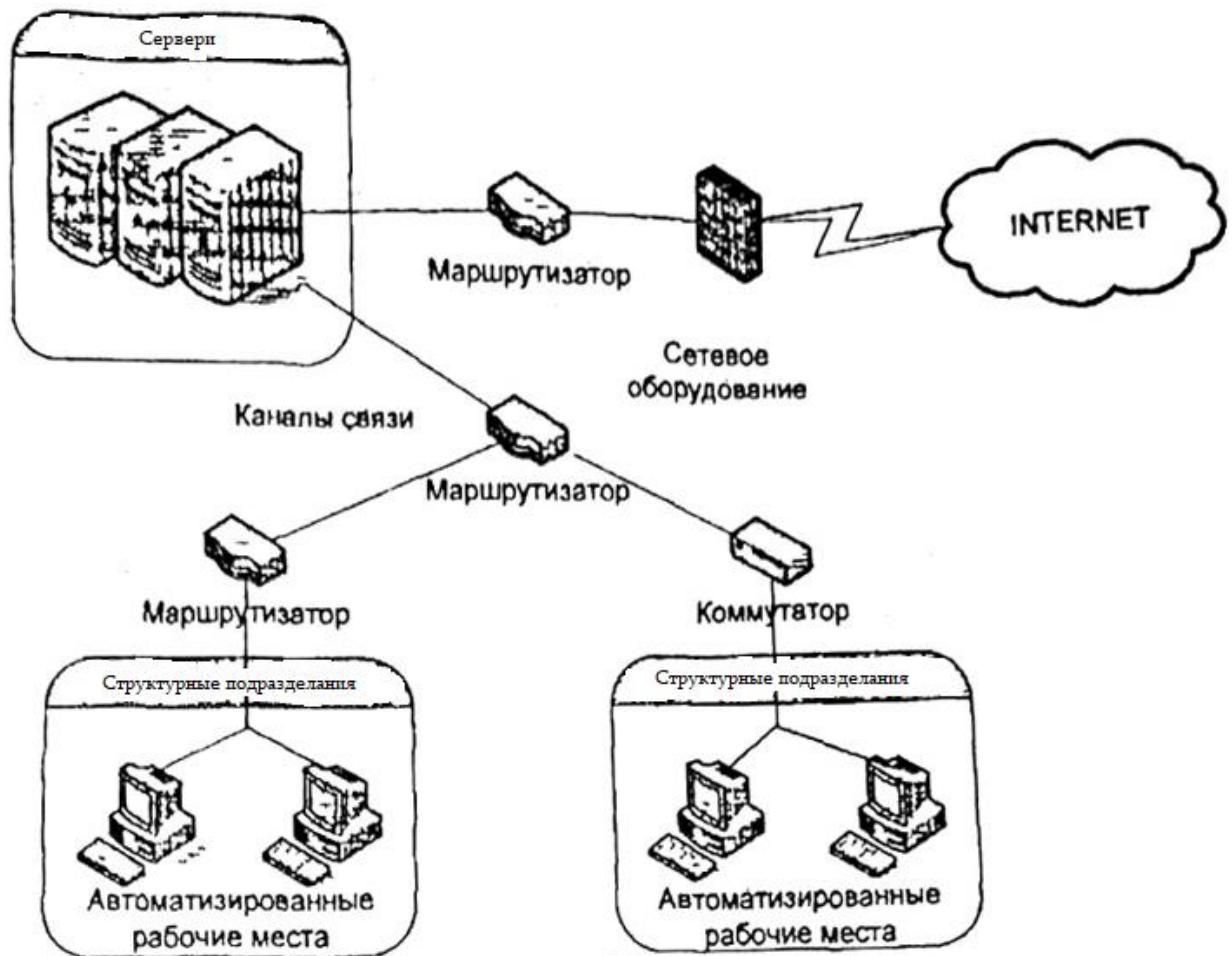 Сервери
INTERNET
Маршрутизатор
Сетевое
оборудование
Каналы связи
Маршрутизатор
Маршрутизатор
Коммутатор
Структурные подразделания
Структурные подразделания
Автоматизированные
рабочие места
Автоматизированные
рабочие места